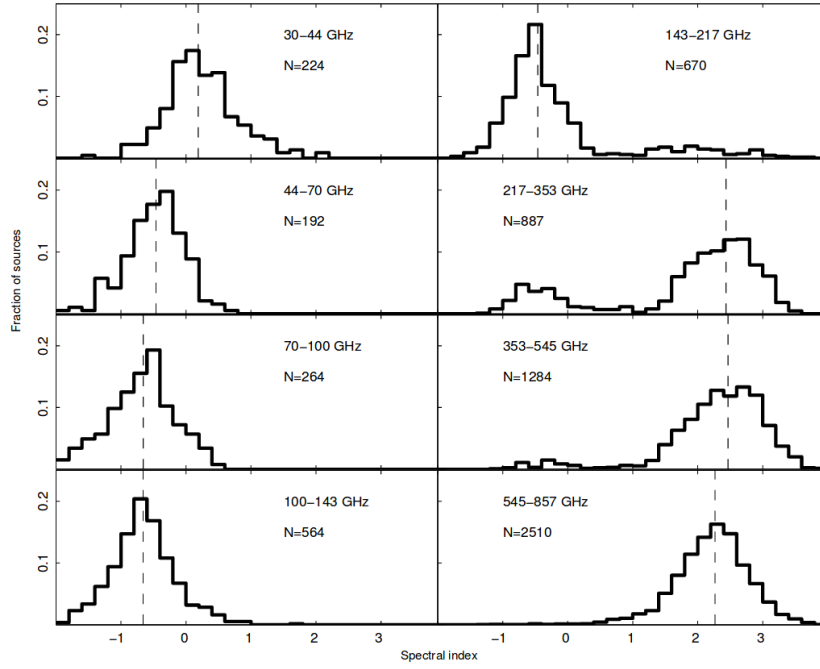 0.2
0.1
30−44 GHz
N=224
143−217 GHz
N=670
0.2
0.1
44−70 GHz
N=192
217−353 GHz
N=887
Fraction of sources
0.2
0.1
70−100 GHz
N=264
353−545 GHz
N=1284
0.2
0.1
100−143 GHz
N=564
545−857 GHz
N=2510
−1 0 1 2 3 −1 0 1 2 3
Spectral index